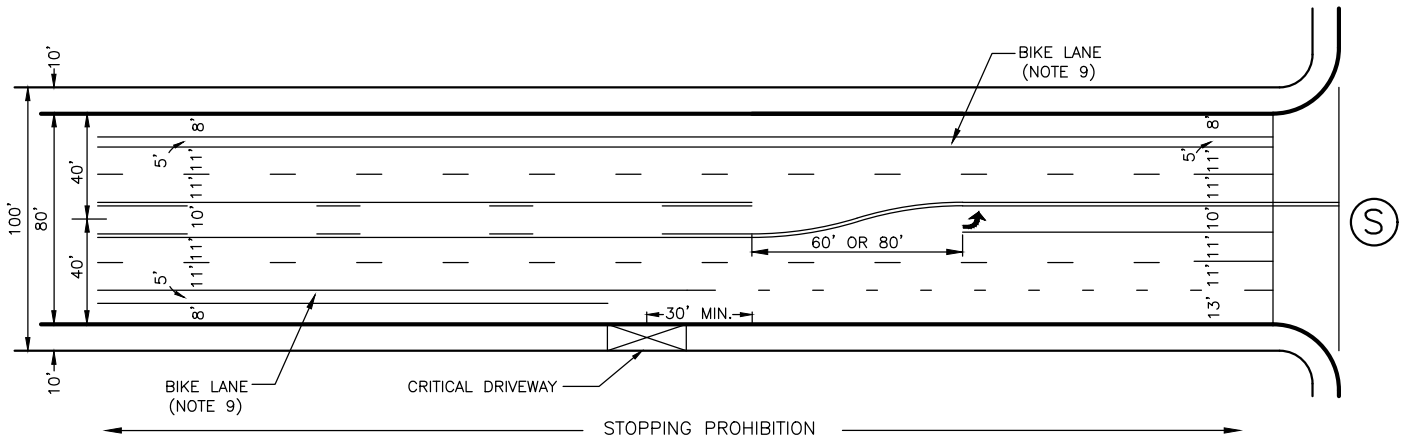 10'
BIKE LANE
(NOTE 9)
8'
8'
5'
5'
40'
11'
11'
11'
11'
100'
80'
10'
10'
S
60' OR 80'
40'
11'
11'
11'
11'
5'
30' MIN.
8'
13'
10'
BIKE LANE
(NOTE 9)
CRITICAL DRIVEWAY
STOPPING PROHIBITION